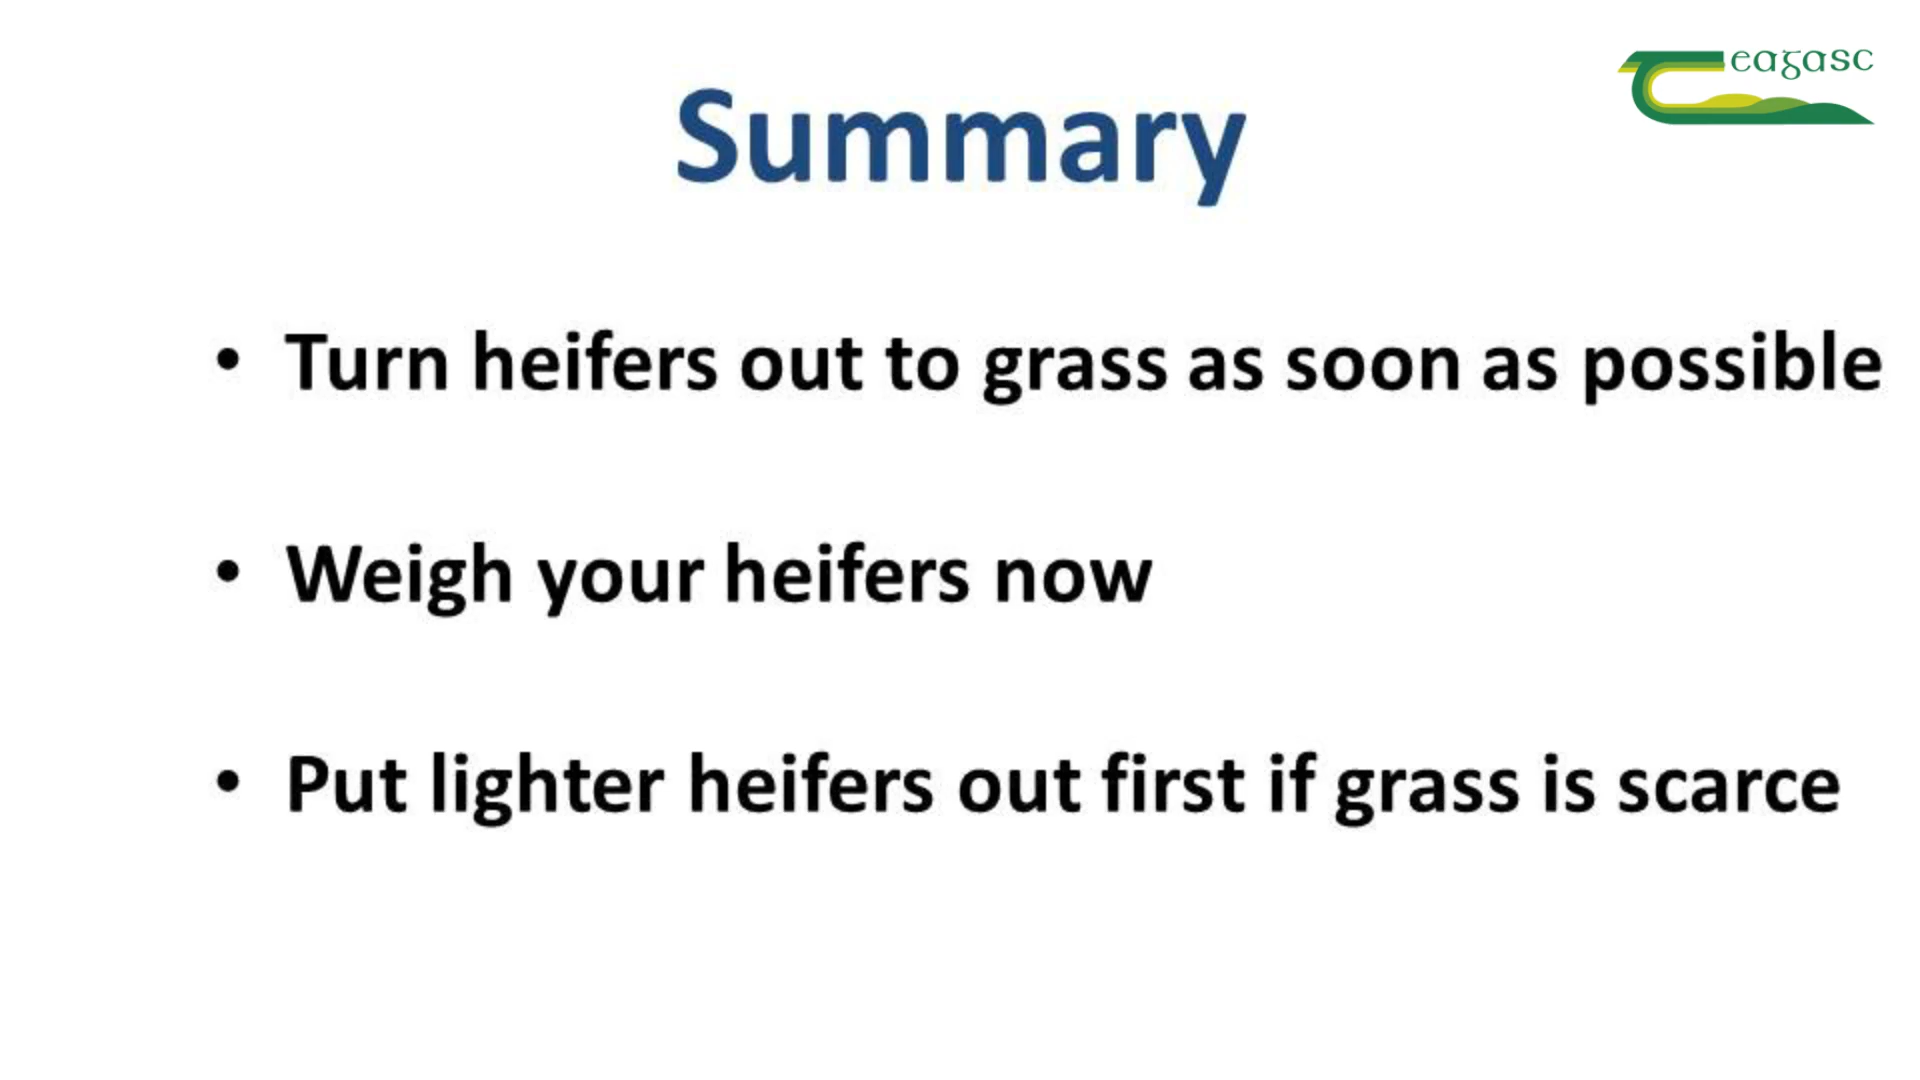 Teagasc
Summary
• Turn heifers out to grass as soon as possible
• Weigh your heifers now
• Put lighter heifers out first if grass is scarce